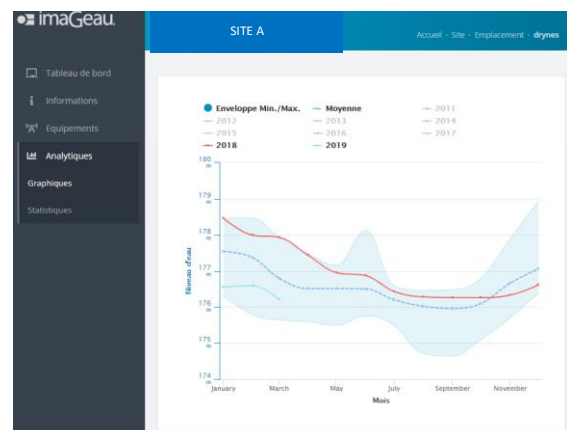 imaGeau
SITE A
Accueil - Site - Emplacement - drynes
Tableau de bord
Informations
Equipements
Analytiques
Graphiques
Statistiques
Enveloppe Min./Max. Moyenne 2011
2012 2013 2014
2015 2016 2017
2018 2019
180
m
179
m
178
m
177
m
176
m
175
m
174
m
Niveau d'eau
January March May July September November
Mois